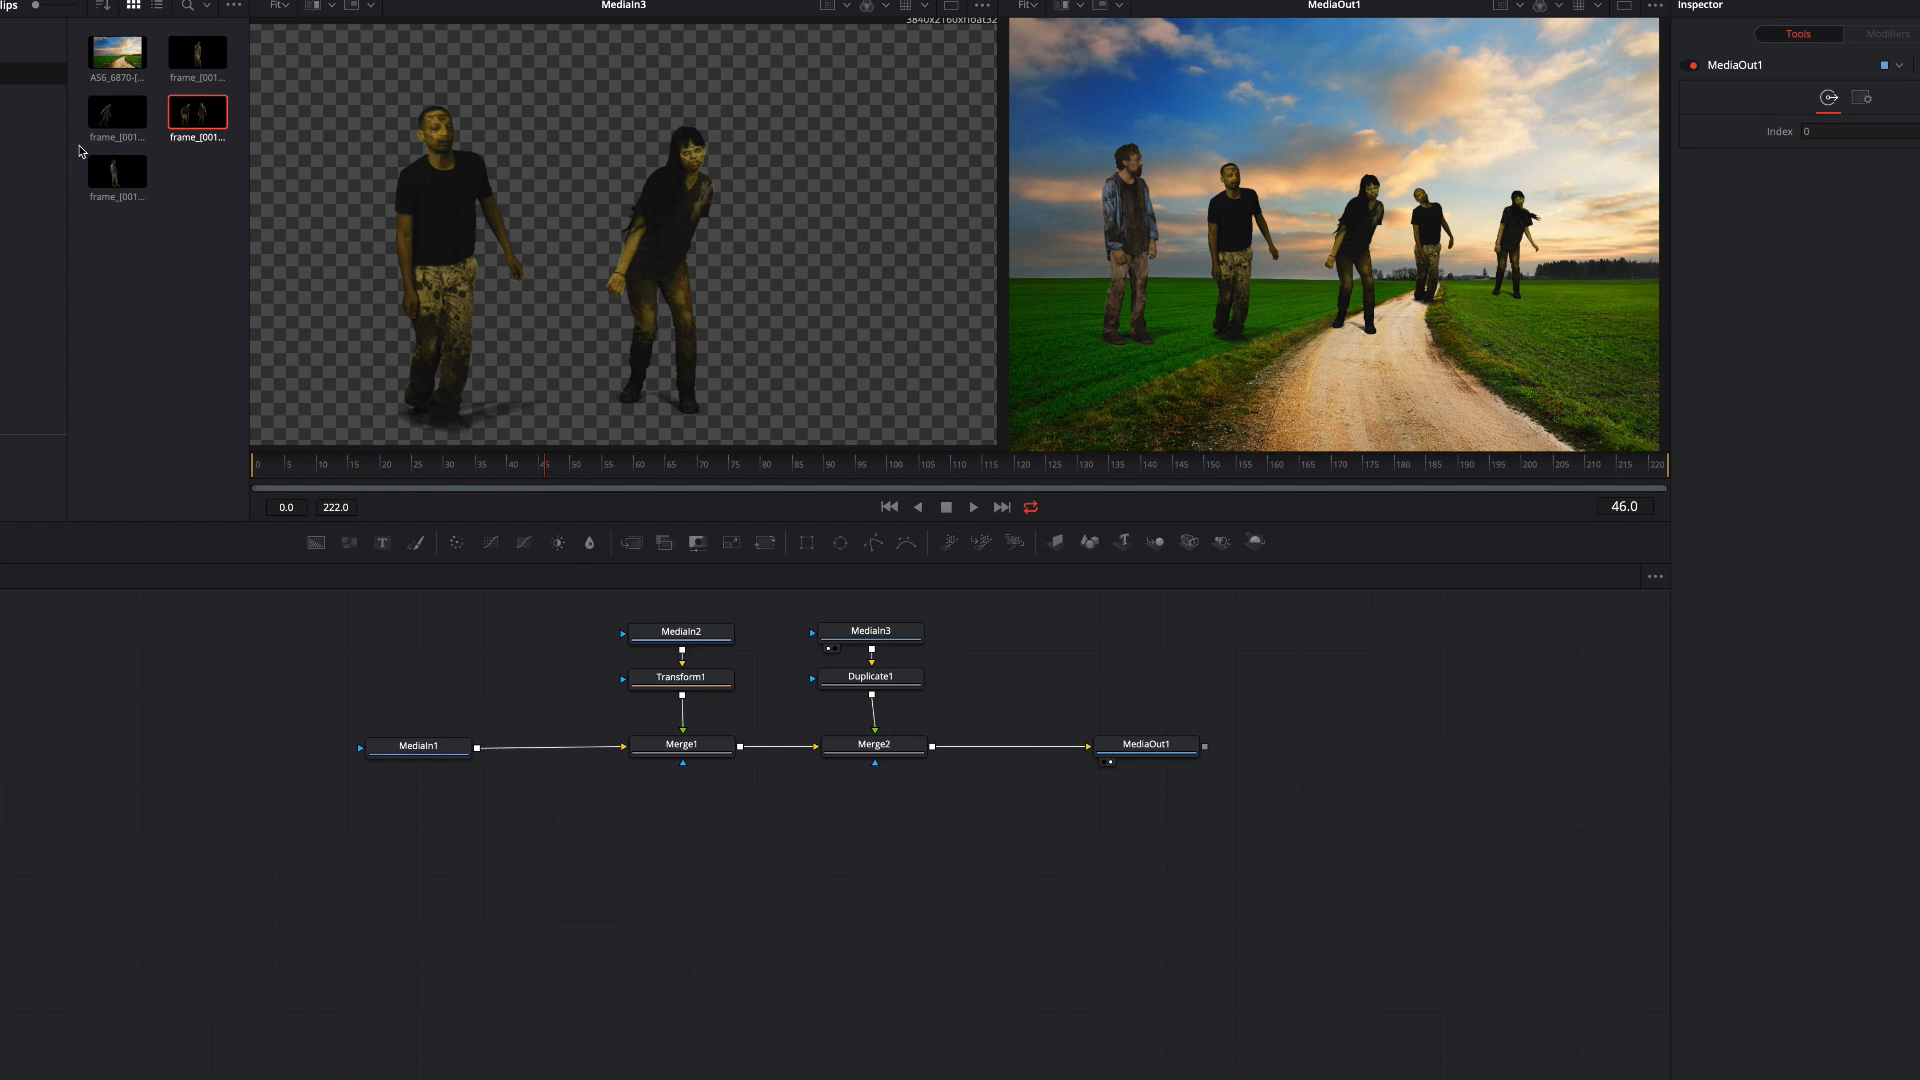 lips
Fit
MediaIn3
Fit
MediaOut1
Inspector
3840x2160xfloat32
Tools
Modifiers
AS6_6870-[...
frame_[001...
MediaOut1
frame_[001...
frame_[001...
Index 0
frame_[001...
0 5 10 15 20 25 30 35 40 45 50 55 60 65 70 75 80 85 90 95 100 105 110 115 120 125 130 135 140 145 150 155 160 165 170 175 180 185 190 195 200 205 210 215 220
0.0 222.0 46.0
T
MediaIn2 MediaIn3
Transform1 Duplicate1
MediaIn1 Merge1 Merge2 MediaOut1